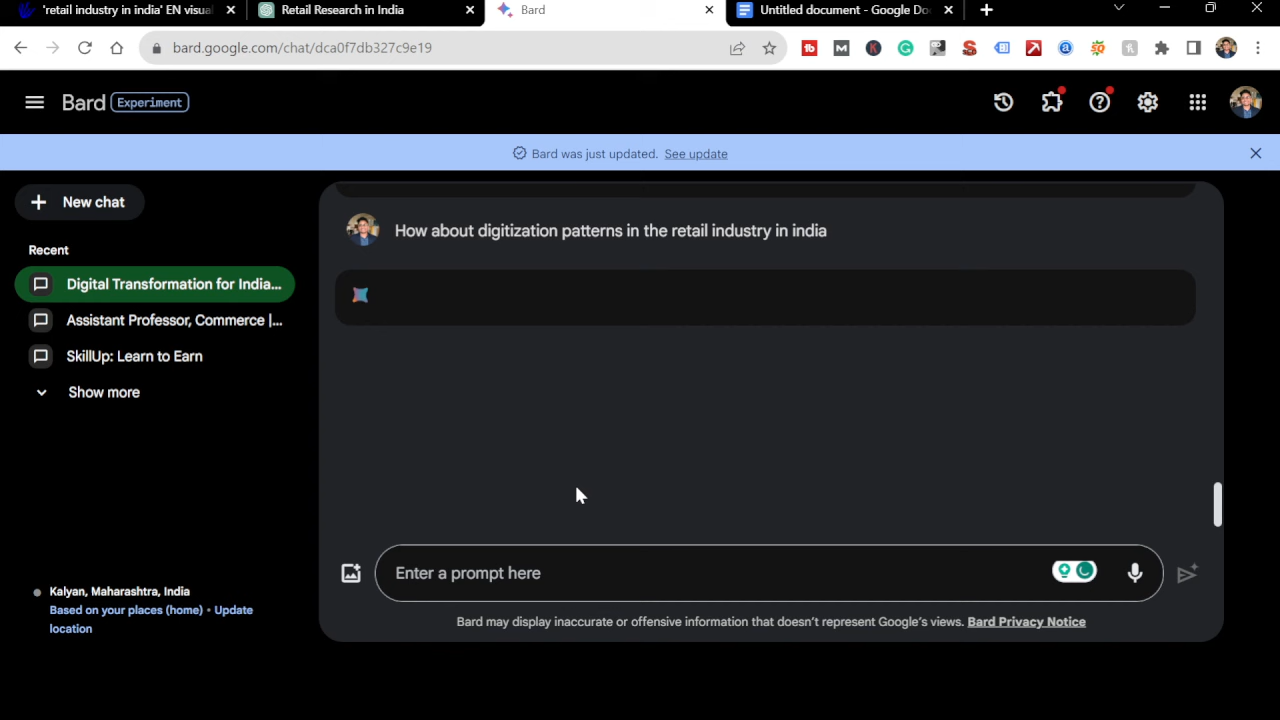 'retail industry in india' EN visual
Retail Research in India
Bard
Untitled document - Google Do
bard.google.com/chat/dca0f7db327c9e19
Bard Experiment
Bard was just updated. See update
New chat
Recent
Digital Transformation for India...
Assistant Professor, Commerce |...
SkillUp: Learn to Earn
Show more
How about digitization patterns in the retail industry in india
Enter a prompt here
Kalyan, Maharashtra, India
Based on your places (home) • Update
location
Bard may display inaccurate or offensive information that doesn't represent Google's views. Bard Privacy Notice